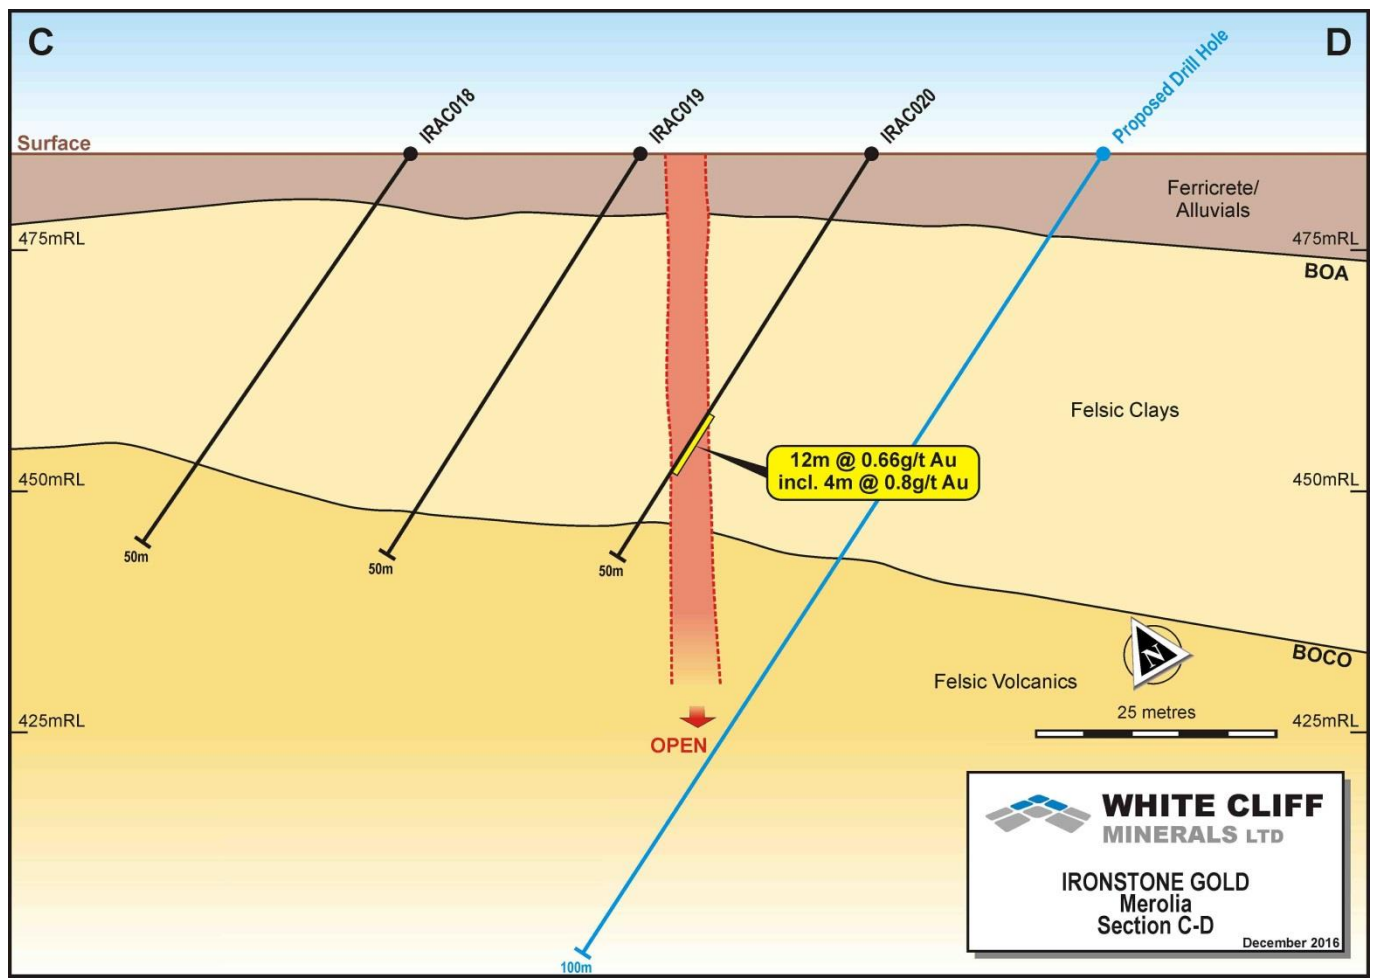 C
D
IRAC018
IRAC019
IRAC020
Proposed Drill Hole
Surface
Ferricrete/
Alluvials
475mRL
475mRL
BOA
Felsic Clays
12m @ 0.66g/t Au
incl. 4m @ 0.8g/t Au
450mRL
450mRL
50m
50m
50m
BOCO
N
Felsic Volcanics
25 metres
425mRL
425mRL
OPEN
WHITE CLIFF
MINERALS LTD
IRONSTONE GOLD
Merolia
Section C-D
December 2016
100m